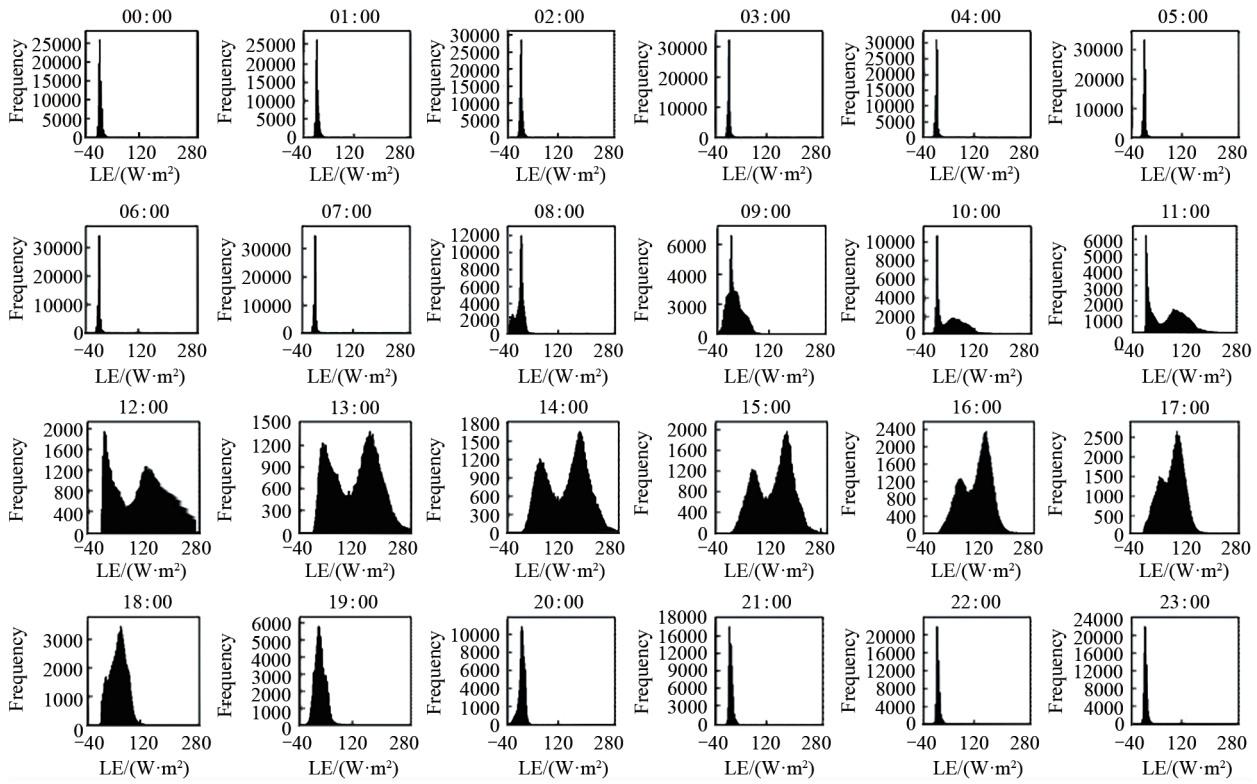 00:00
Frequency
25000
20000
15000
10000
5000
0
−40 120 280
LE/(W·m²)
01:00
Frequency
25000
20000
15000
10000
5000
0
−40 120 280
LE/(W·m²)
02:00
Frequency
30000
25000
20000
15000
10000
5000
0
−40 120 280
LE/(W·m²)
03:00
Frequency
30000
20000
10000
0
−40 120 280
LE/(W·m²)
04:00
Frequency
30000
25000
20000
15000
10000
5000
0
−40 120 280
LE/(W·m²)
05:00
Frequency
30000
20000
10000
0
−40 120 280
LE/(W·m²)
06:00
Frequency
30000
20000
10000
0
−40 120 280
LE/(W·m²)
07:00
Frequency
30000
20000
10000
0
−40 120 280
LE/(W·m²)
08:00
Frequency
12000
10000
8000
6000
4000
2000
0
−40 120 280
LE/(W·m²)
09:00
Frequency
6000
4000
3000
0
−40 120 280
LE/(W·m²)
10:00
Frequency
10000
8000
6000
4000
2000
0
−40 120 280
LE/(W·m²)
11:00
Frequency
6000
5000
4000
3000
2000
1000
0
−40 120 280
LE/(W·m²)
12:00
Frequency
2000
1600
1200
800
400
0
−40 120 280
LE/(W·m²)
13:00
Frequency
1500
1200
900
600
300
0
−40 120 280
LE/(W·m²)
14:00
Frequency
1800
1500
1200
900
600
300
0
−40 120 280
LE/(W·m²)
15:00
Frequency
2000
1600
1200
800
400
0
−40 120 280
LE/(W·m²)
16:00
Frequency
2400
2000
1600
1200
800
400
0
−40 120 280
LE/(W·m²)
17:00
Frequency
2500
2000
1500
1000
500
0
−40 120 280
LE/(W·m²)
18:00
Frequency
3000
2000
1000
0
−40 120 280
LE/(W·m²)
19:00
Frequency
6000
5000
4000
3000
2000
1000
0
−40 120 280
LE/(W·m²)
20:00
Frequency
10000
8000
6000
4000
2000
0
−40 120 280
LE/(W·m²)
21:00
Frequency
18000
16000
12000
9000
6000
3000
0
−40 120 280
LE/(W·m²)
22:00
Frequency
20000
16000
12000
8000
4000
0
−40 120 280
LE/(W·m²)
23:00
Frequency
24000
20000
16000
12000
8000
4000
0
−40 120 280
LE/(W·m²)